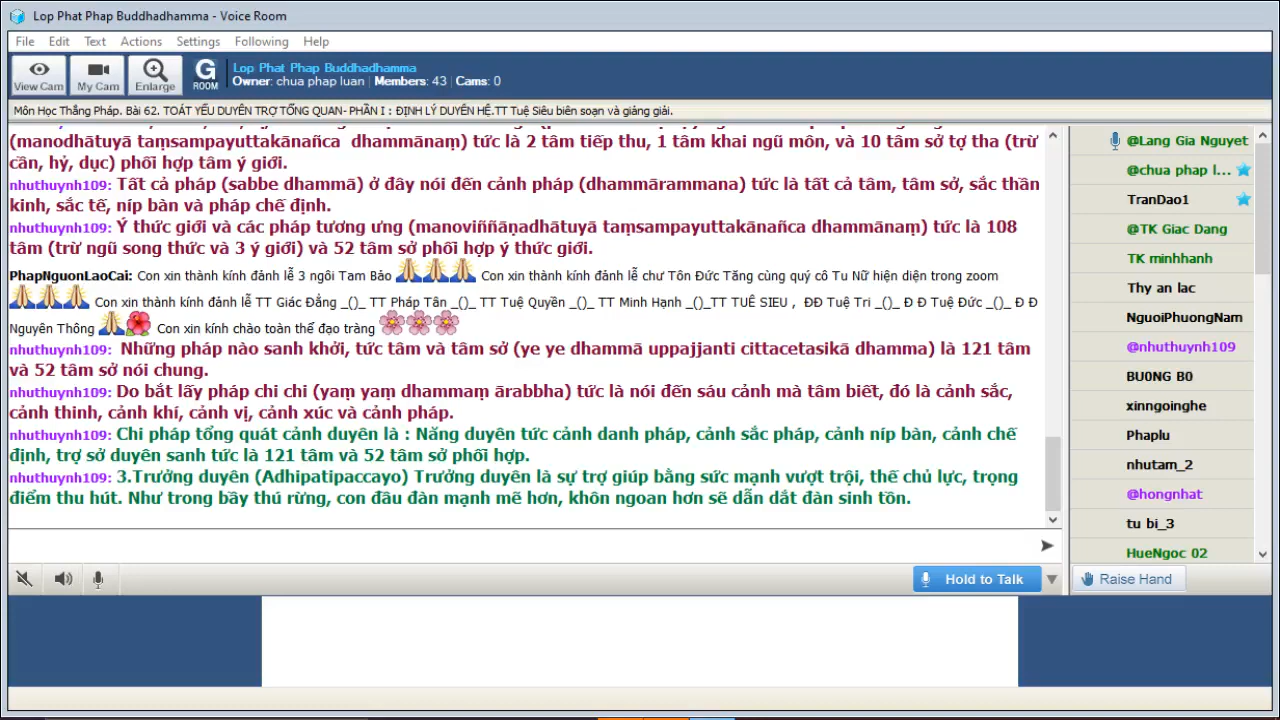 Lop Phat Phap Buddhadhamma - Voice Room
File Edit Text Actions Settings Following Help
View Cam My Cam Enlarge G ROOM
Lop Phat Phap Buddhadhamma
Owner: chua phap luan | Members: 43 | Cams: 0
Môn Học Thắng Pháp. Bài 62. TOÁT YẾU DUYÊN TRỢ TỔNG QUAN- PHẦN I : ĐỊNH LÝ DUYÊN HỆ.TT Tuệ Siêu biên soạn và giảng giải.
(manodhātuyā taṃsampayuttakānañca dhammānaṃ) tức là 2 tâm tiếp thu, 1 tâm khai ngũ môn, và 10 tâm sở tợ tha (trừ
cần, hỷ, dục) phối hợp tâm ý giới.
nhuthuynh109: Tất cả pháp (sabbe dhammā) ở đây nói đến cảnh pháp (dhammārammana) tức là tất cả tâm, tâm sở, sắc thần
kinh, sắc tế, níp bàn và pháp chế định.
nhuthuynh109: Ý thức giới và các pháp tương ưng (manoviññāṇadhātuyā taṃsampayuttakānañca dhammānaṃ) tức là 108
tâm (trừ ngũ song thức và 3 ý giới) và 52 tâm sở phối hợp ý thức giới.
PhapNguonLaoCai: Con xin thành kính đảnh lễ 3 ngôi Tam Bảo Con xin thành kính đảnh lễ chư Tôn Đức Tăng cùng quý cô Tu Nữ hiện diện trong zoom
Con xin thành kính đảnh lễ TT Giác Đẳng _()_ TT Pháp Tân _()_ TT Tuệ Quyền _()_ TT Minh Hạnh _()_TT TUÊ SIEU , ĐĐ Tuệ Tri _()_ Đ Đ Tuệ Đức _()_ Đ Đ
Nguyên Thông Con xin kính chào toàn thể đạo tràng
nhuthuynh109: Những pháp nào sanh khởi, tức tâm và tâm sở (ye ye dhammā uppajjanti cittacetasikā dhamma) là 121 tâm
và 52 tâm sở nói chung.
nhuthuynh109: Do bắt lấy pháp chi chi (yaṃ yaṃ dhammaṃ ārabbha) tức là nói đến sáu cảnh mà tâm biết, đó là cảnh sắc,
cảnh thinh, cảnh khí, cảnh vị, cảnh xúc và cảnh pháp.
nhuthuynh109: Chi pháp tổng quát cảnh duyên là : Năng duyên tức cảnh danh pháp, cảnh sắc pháp, cảnh níp bàn, cảnh chế
định, trợ sở duyên sanh tức là 121 tâm và 52 tâm sở phối hợp.
nhuthuynh109: 3.Trưởng duyên (Adhipatipaccayo) Trưởng duyên là sự trợ giúp bằng sức mạnh vượt trội, thế chủ lực, trọng
điểm thu hút. Như trong bầy thú rừng, con đầu đàn mạnh mẽ hơn, khôn ngoan hơn sẽ dẫn dắt đàn sinh tồn.
Hold to Talk
@Lang Gia Nguyet
@chua phap l...
TranDao1
@TK Giac Dang
TK minhhanh
Thy an lac
NguoiPhuongNam
@nhuthuynh109
BU0NG B0
xinngoinghe
Phaplu
nhutam_2
@hongnhat
tu bi_3
HueNgoc 02
Raise Hand